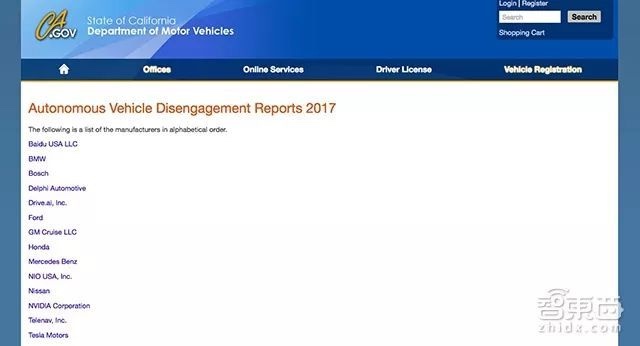 CA
.GOV
State of California
Department of Motor Vehicles
Login | Register
Search
Search
Shopping Cart
Offices
Online Services
Driver License
Vehicle Registration
Autonomous Vehicle Disengagement Reports 2017
The following is a list of the manufacturers in alphabetical order.
Baidu USA LLC
BMW
Bosch
Delphi Automotive
Drive.ai, Inc.
Ford
GM Cruise LLC
Honda
Mercedes Benz
NIO USA, Inc.
Nissan
NVIDIA Corporation
Telenav, Inc.
Tesla Motors
智东西
zhidx.com